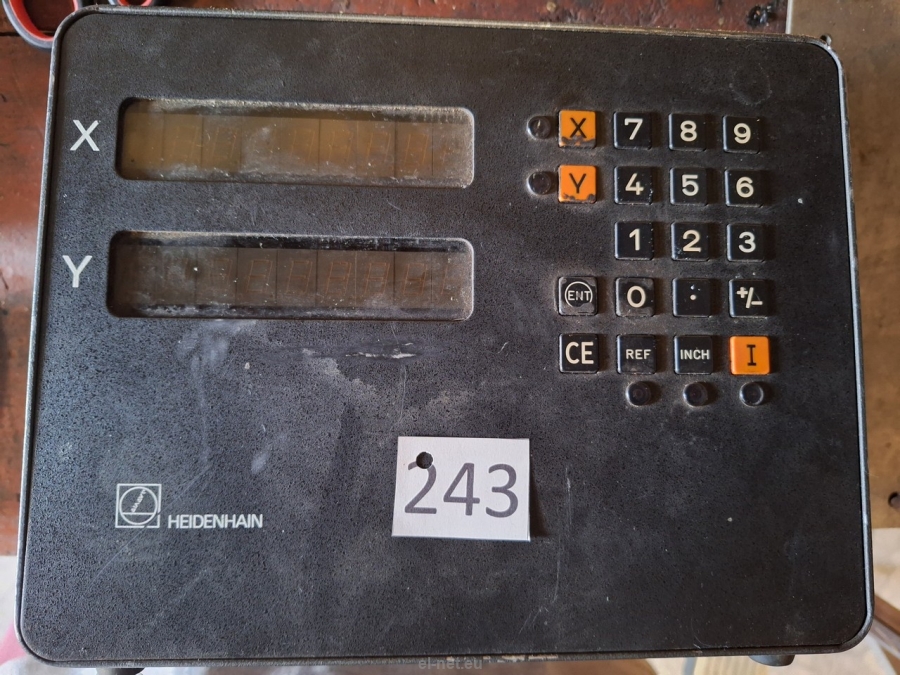 X
Y
X 7 8 9
Y 4 5 6
1 2 3
ENT 0 . +/-
CE REF INCH I
243
HEIDENHAIN
el-net.eu